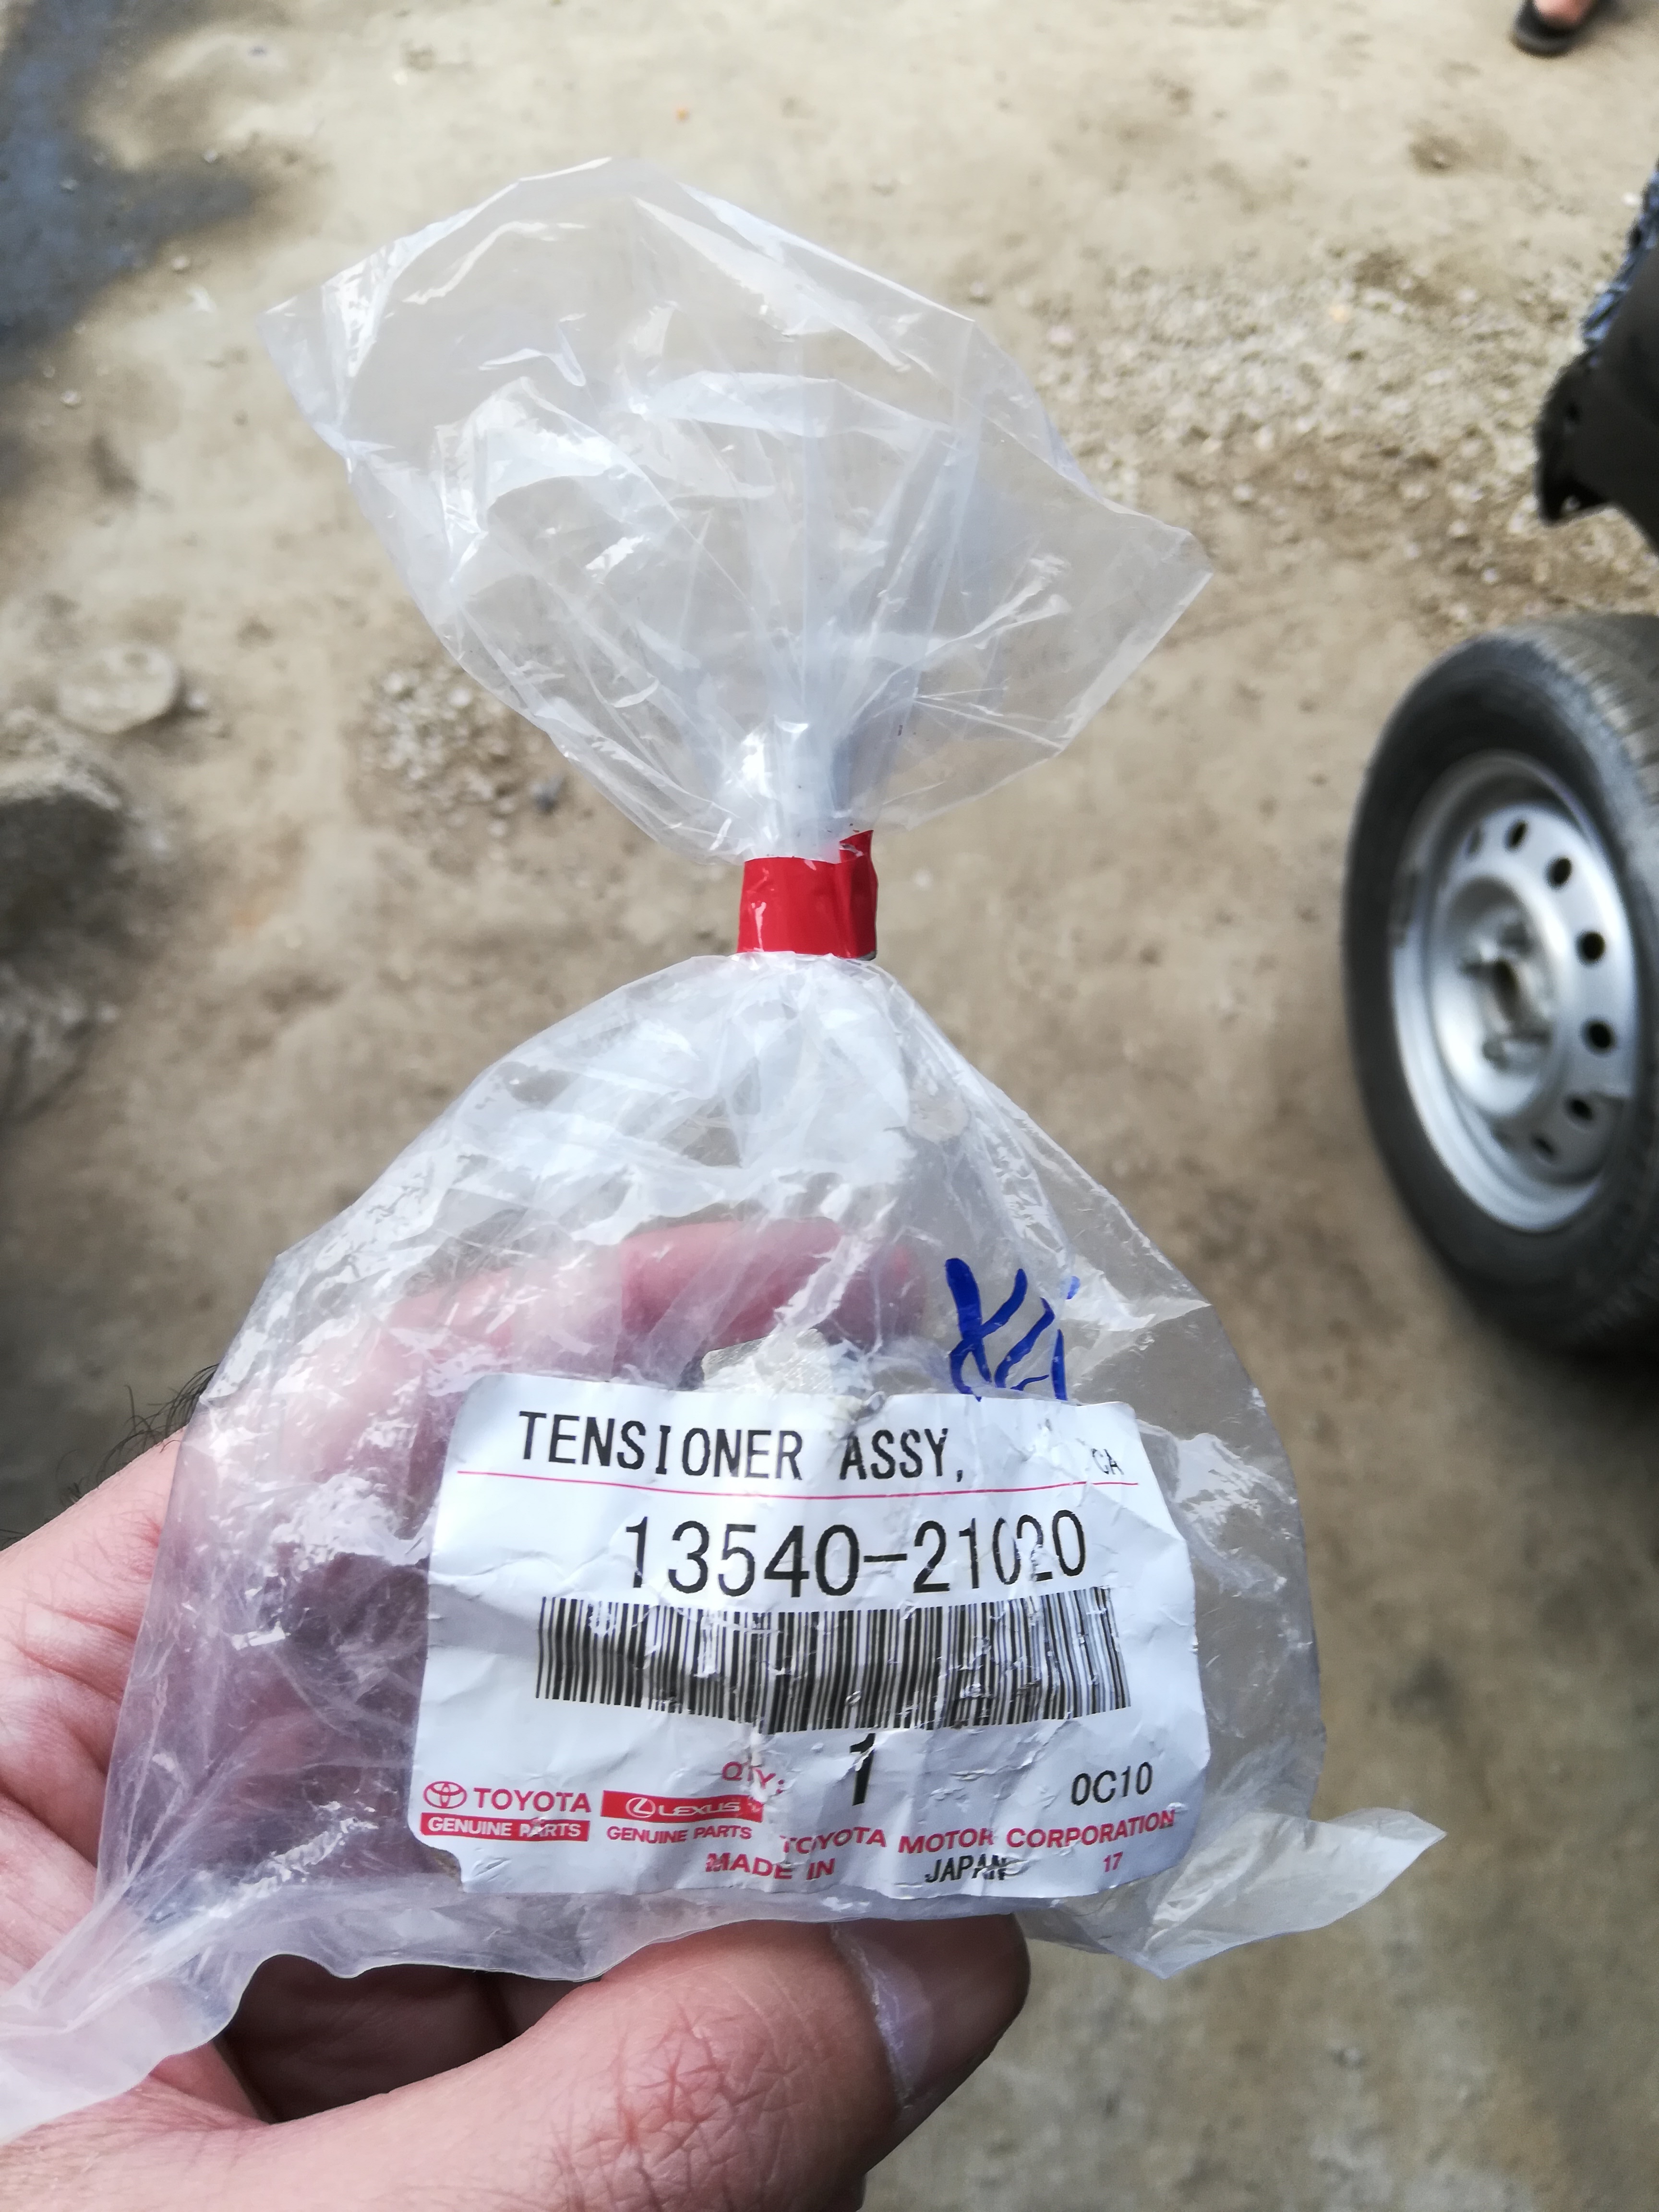 TENSIONER ASSY, CA
13540-21020
QTY: 1
0C10
TOYOTA
GENUINE PARTS
LEXUS
GENUINE PARTS
TOYOTA MOTOR CORPORATION
MADE IN JAPAN 17